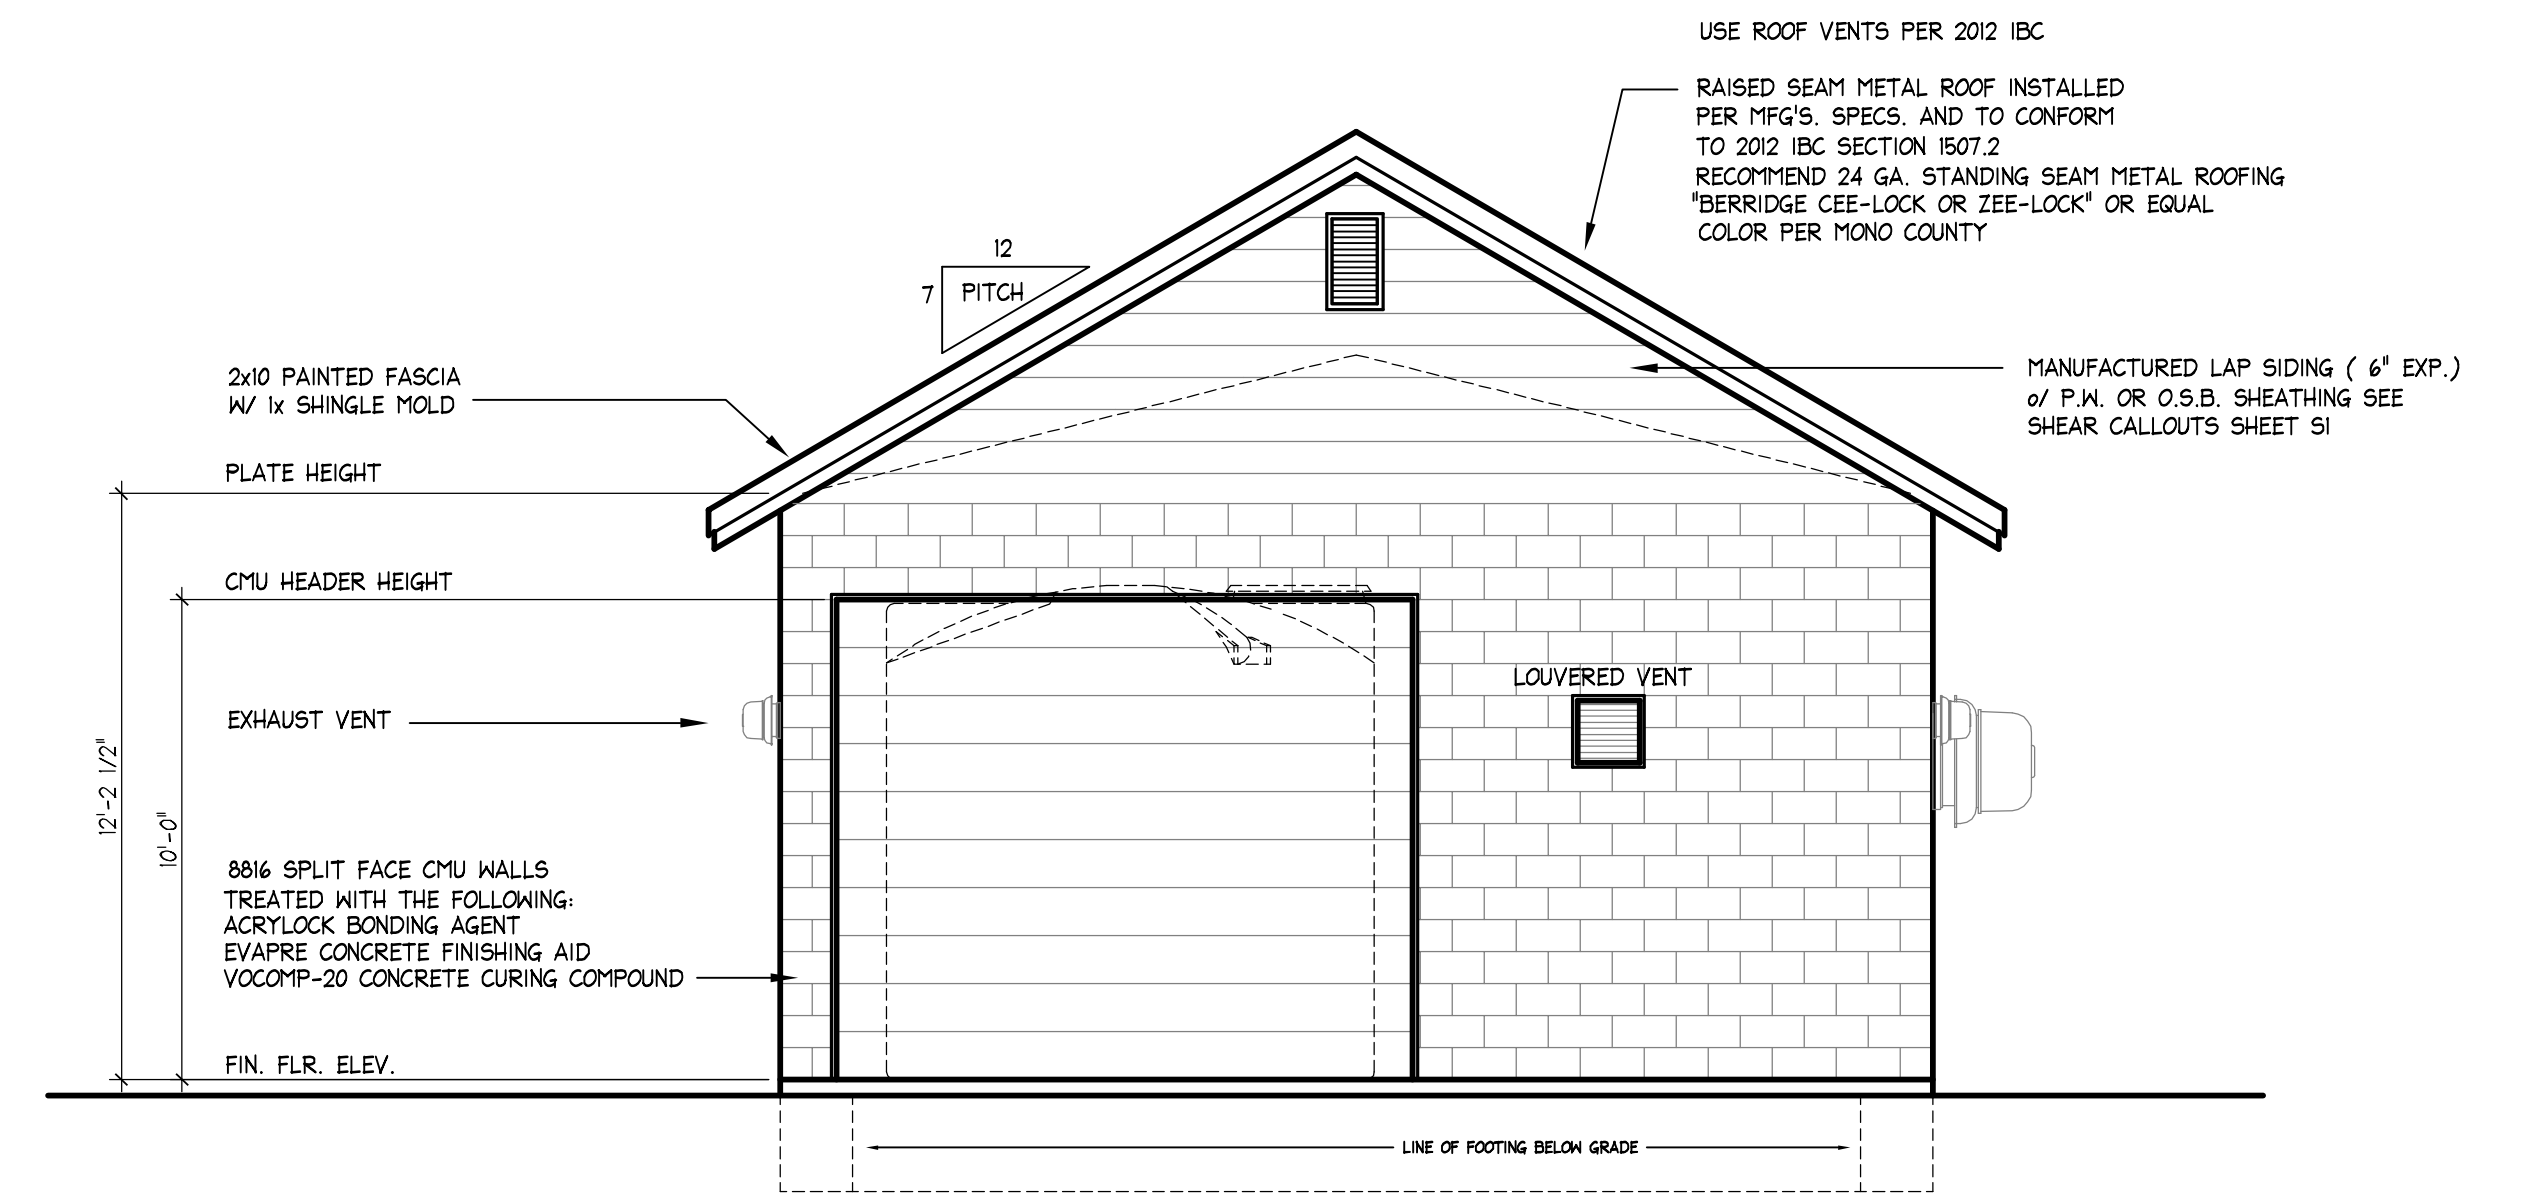 USE ROOF VENTS PER 2012 IBC
RAISED SEAM METAL ROOF INSTALLED
PER MFG'S. SPECS. AND TO CONFORM
TO 2012 IBC SECTION 1507.2
RECOMMEND 24 GA. STANDING SEAM METAL ROOFING
"BERRIDGE CEE-LOCK OR ZEE-LOCK" OR EQUAL
COLOR PER MONO COUNTY
12
7
PITCH
2x10 PAINTED FASCIA
W/ 1x SHINGLE MOLD
MANUFACTURED LAP SIDING ( 6" EXP.)
o/ P.W. OR O.S.B. SHEATHING SEE
SHEAR CALLOUTS SHEET S1
PLATE HEIGHT
CMU HEADER HEIGHT
LOUVERED VENT
EXHAUST VENT
12'-2 1/2"
10'-0"
8816 SPLIT FACE CMU WALLS
TREATED WITH THE FOLLOWING:
ACRYLOCK BONDING AGENT
EVAPRE CONCRETE FINISHING AID
VOCOMP-20 CONCRETE CURING COMPOUND
FIN. FLR. ELEV.
LINE OF FOOTING BELOW GRADE